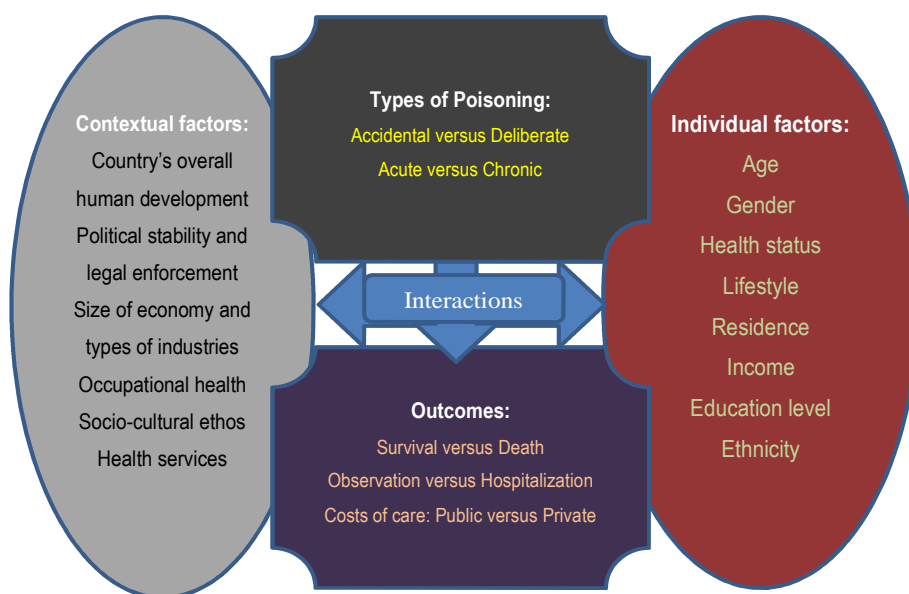 Contextual factors:
Country's overall
human development
Political stability and
legal enforcement
Size of economy and
types of industries
Occupational health
Socio-cultural ethos
Health services
Types of Poisoning:
Accidental versus Deliberate
Acute versus Chronic
Interactions
Outcomes:
Survival versus Death
Observation versus Hospitalization
Costs of care: Public versus Private
Individual factors:
Age
Gender
Health status
Lifestyle
Residence
Income
Education level
Ethnicity